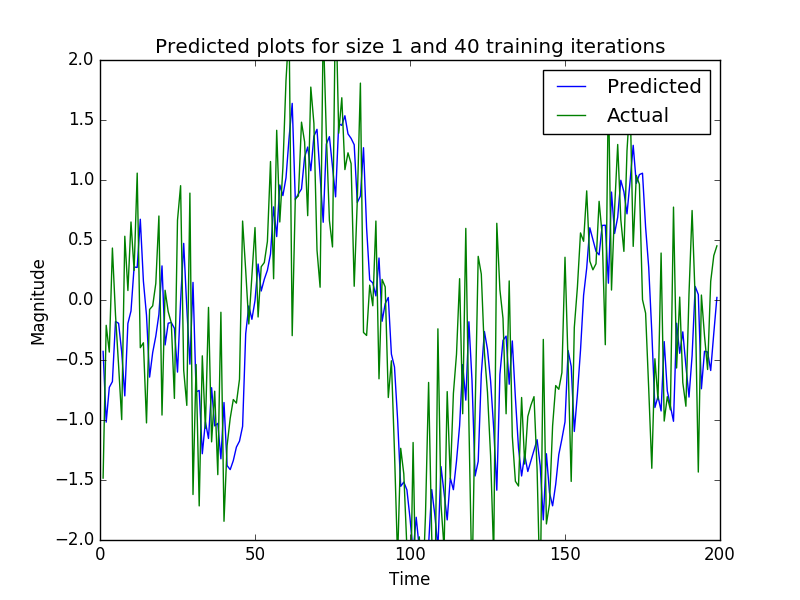 Predicted plots for size 1 and 40 training iterations
Predicted
Actual
2.0
1.5
1.0
0.5
0.0
−0.5
−1.0
−1.5
−2.0
Magnitude
0 50 100 150 200
Time